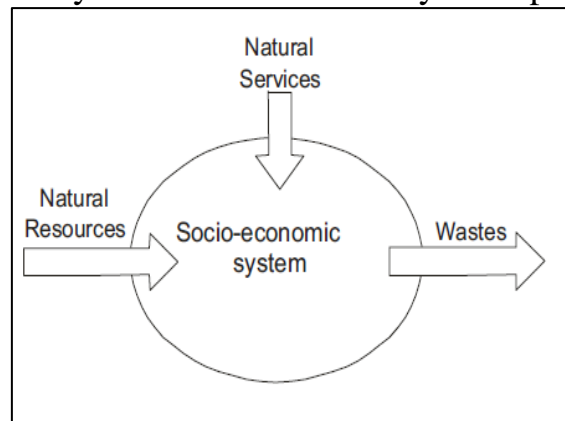 Natural
Services
Natural
Resources
Socio-economic
system
Wastes